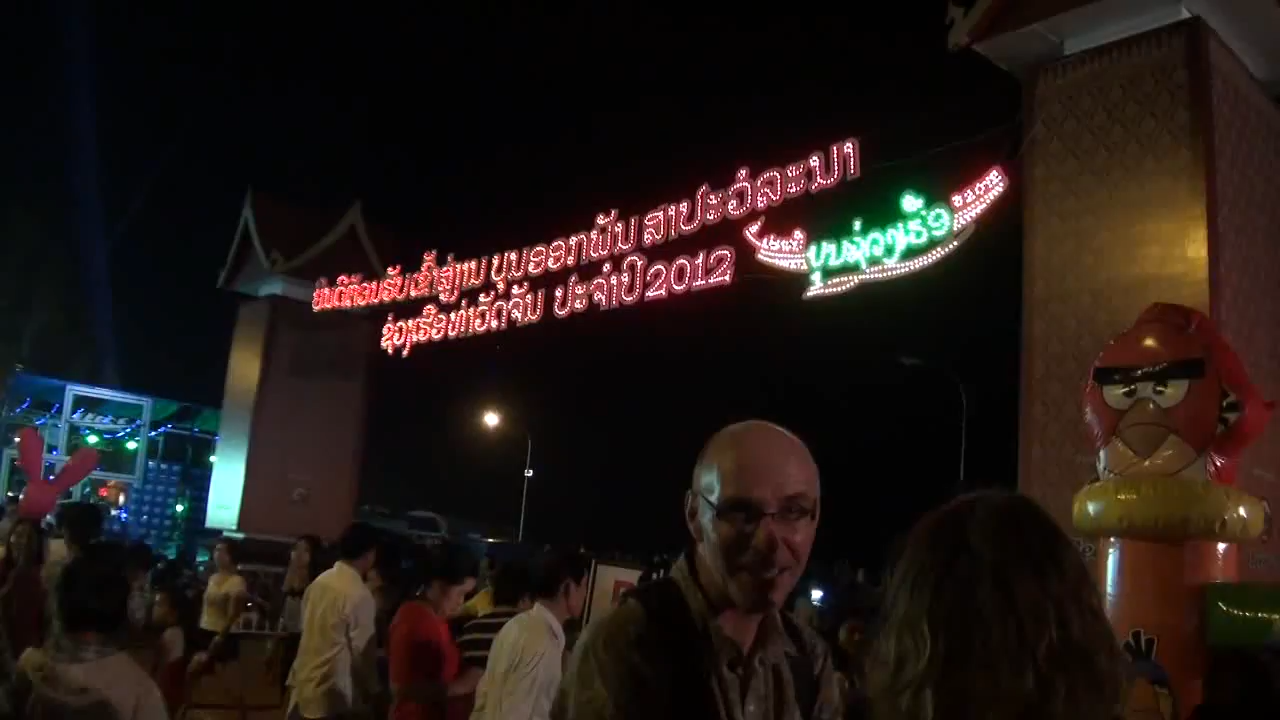 ຍິນດີຕ້ອນຮັບເຂົ້າສູ່ງານ ບຸນອອກພັນສາປະວໍລະນາ
ຊ່ວງເຮືອທ່າວັດຈັນ ປະຈຳປີ 2012
ບຸນຊ່ວງເຮືອ